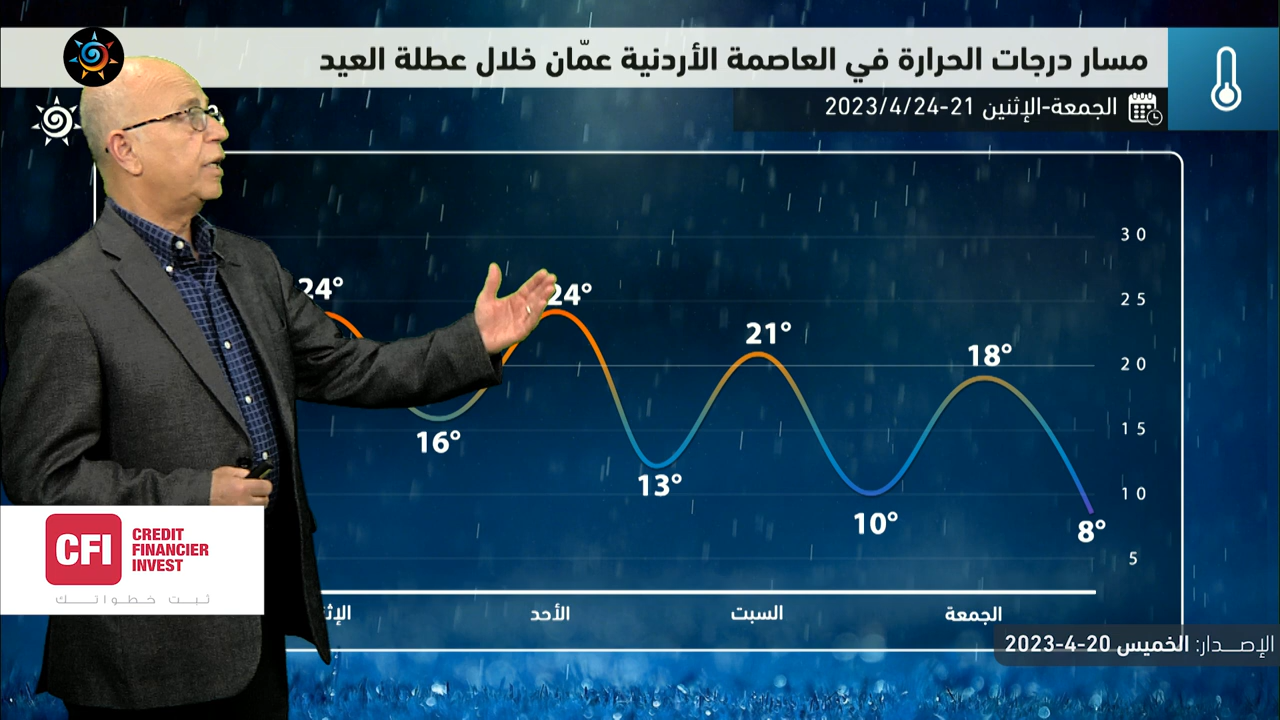 مسار درجات الحرارة في العاصمة الأردنية عمّان خلال عطلة العيد
الجمعة-الإثنين 21-2023/4/24
30
25
20
15
10
5
24°
24°
21°
18°
16°
13°
10°
8°
الجمعة
السبت
الأحد
الإصـدار: الخميس 20-4-2023
CFI
CREDIT
FINANCIER
INVEST
ثبت خطواتك